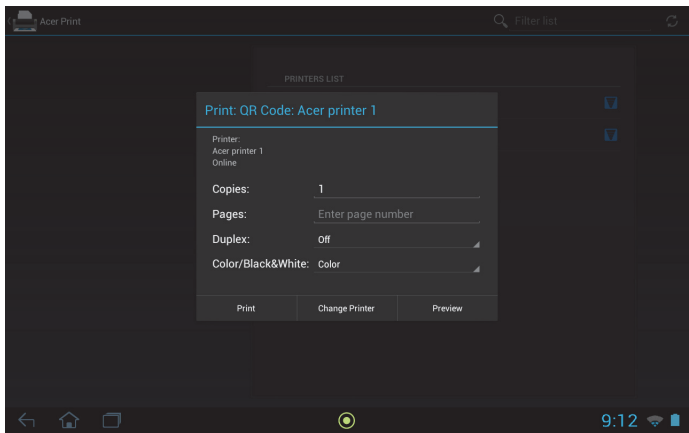 Acer Print
Filter list
PRINTERS LIST
Print: QR Code: Acer printer 1
Printer:
Acer printer 1
Online
Copies: 1
Pages: Enter page number
Duplex: Off
Color/Black&White: Color
Print Change Printer Preview
9:12